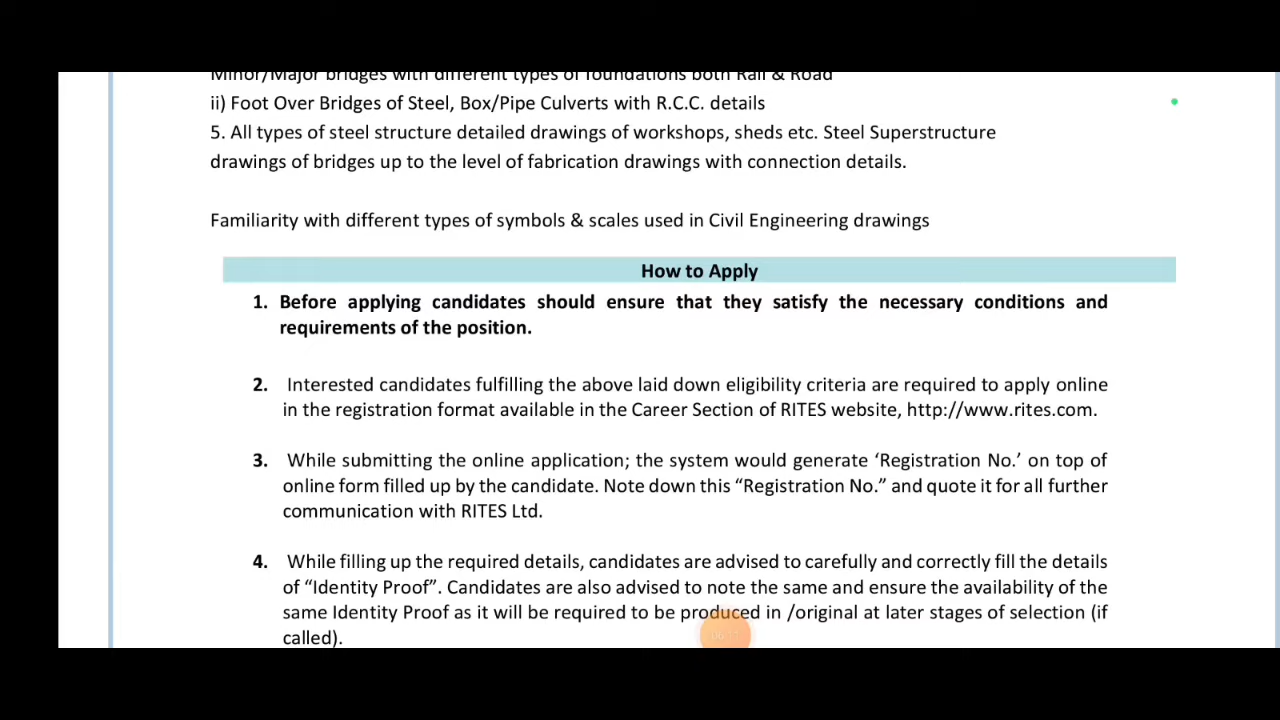 Minor/Major bridges with different types of foundations both Rail & Road
ii) Foot Over Bridges of Steel, Box/Pipe Culverts with R.C.C. details
5. All types of steel structure detailed drawings of workshops, sheds etc. Steel Superstructure
drawings of bridges up to the level of fabrication drawings with connection details.
Familiarity with different types of symbols & scales used in Civil Engineering drawings
How to Apply
1. Before applying candidates should ensure that they satisfy the necessary conditions and
requirements of the position.
2. Interested candidates fulfilling the above laid down eligibility criteria are required to apply online
in the registration format available in the Career Section of RITES website, http://www.rites.com.
3. While submitting the online application; the system would generate ‘Registration No.’ on top of
online form filled up by the candidate. Note down this “Registration No.” and quote it for all further
communication with RITES Ltd.
4. While filling up the required details, candidates are advised to carefully and correctly fill the details
of “Identity Proof”. Candidates are also advised to note the same and ensure the availability of the
same Identity Proof as it will be required to be produced in /original at later stages of selection (if
called).